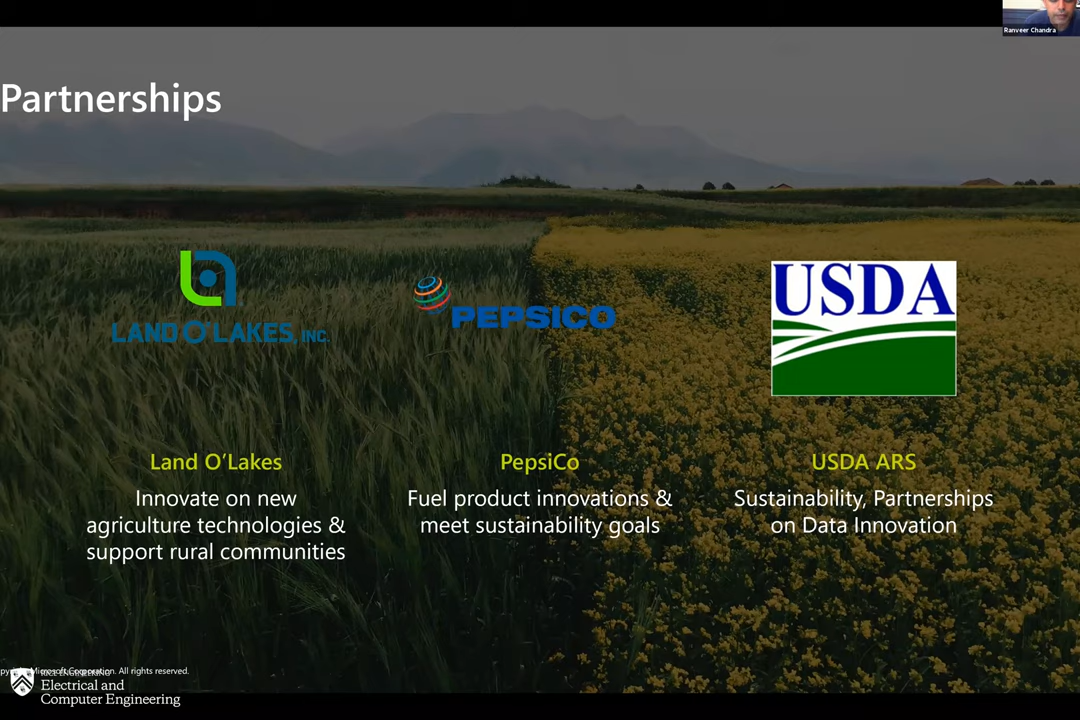 Ranveer Chandra
Partnerships
LAND O'LAKES, INC.
PEPSICO
USDA
Land O'Lakes
PepsiCo
USDA ARS
Innovate on new
agriculture technologies &
support rural communities
Fuel product innovations &
meet sustainability goals
Sustainability, Partnerships
on Data Innovation
Microsoft Corporation. All rights reserved.
Electrical and
Computer Engineering